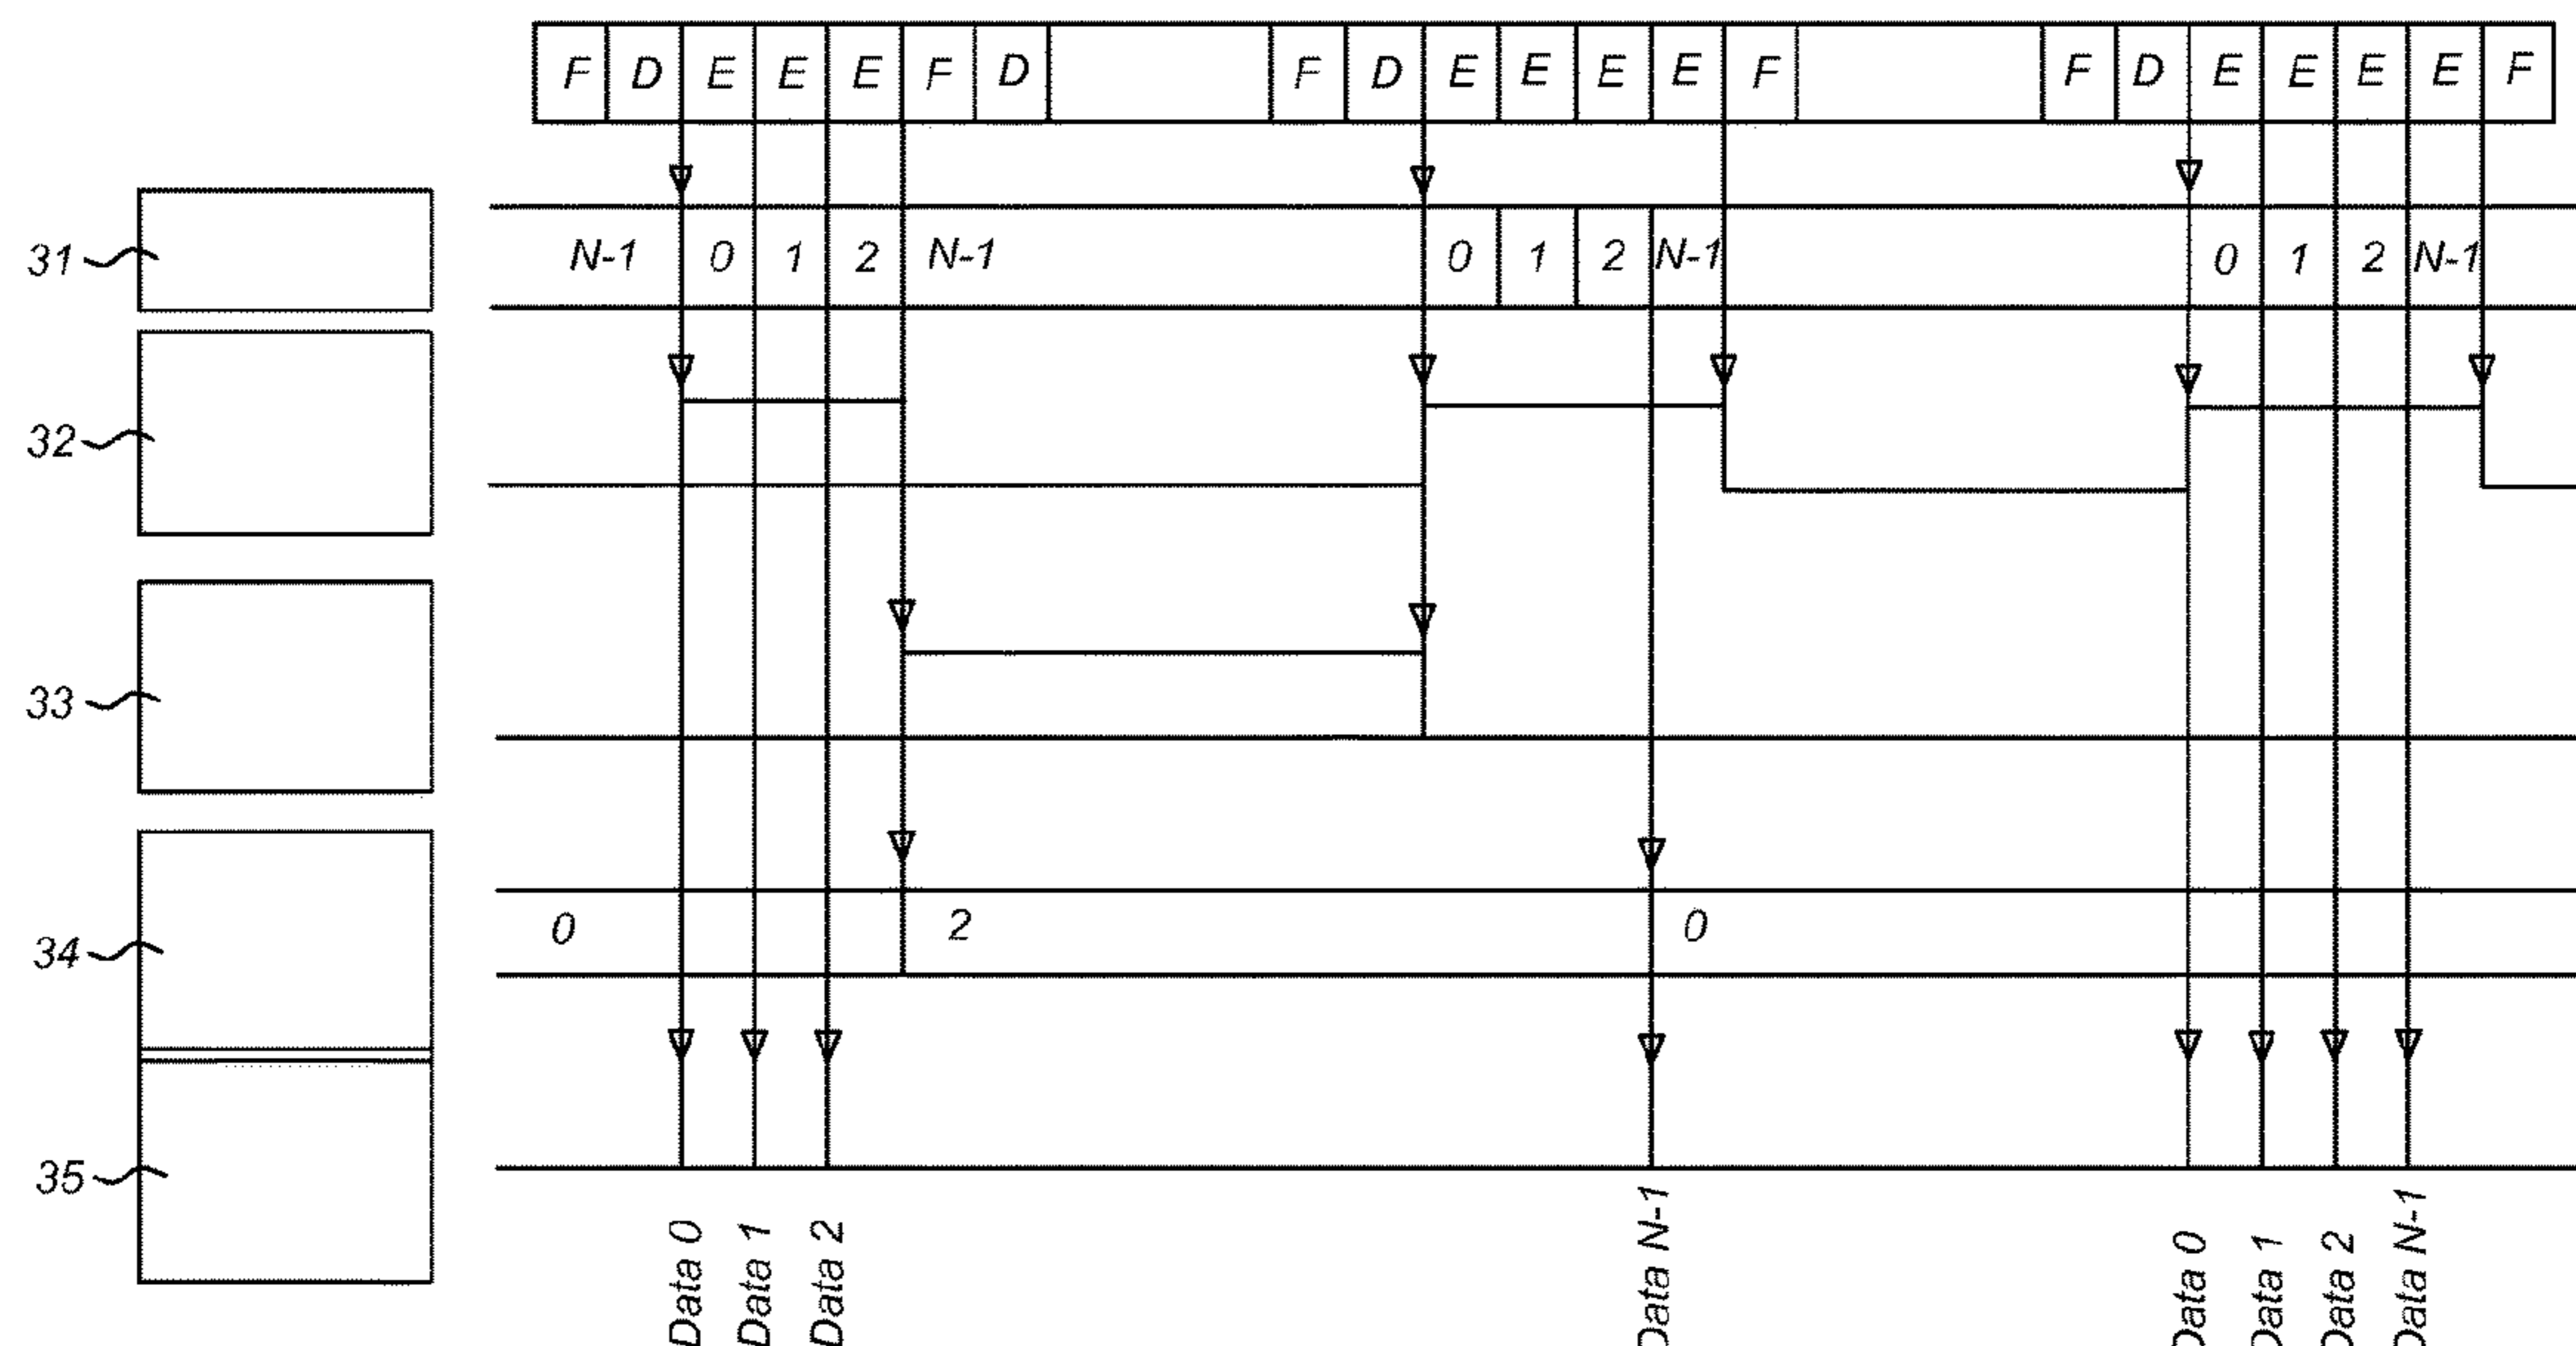 F D E E E F D F D E E E E F F D E E E E F
31 N-1 0 1 2 N-1 0 1 2 N-1 0 1 2 N-1
32
33
34 0 2 0
35
Data 0
Data 1
Data 2
Data N-1
Data 0
Data 1
Data 2
Data N-1